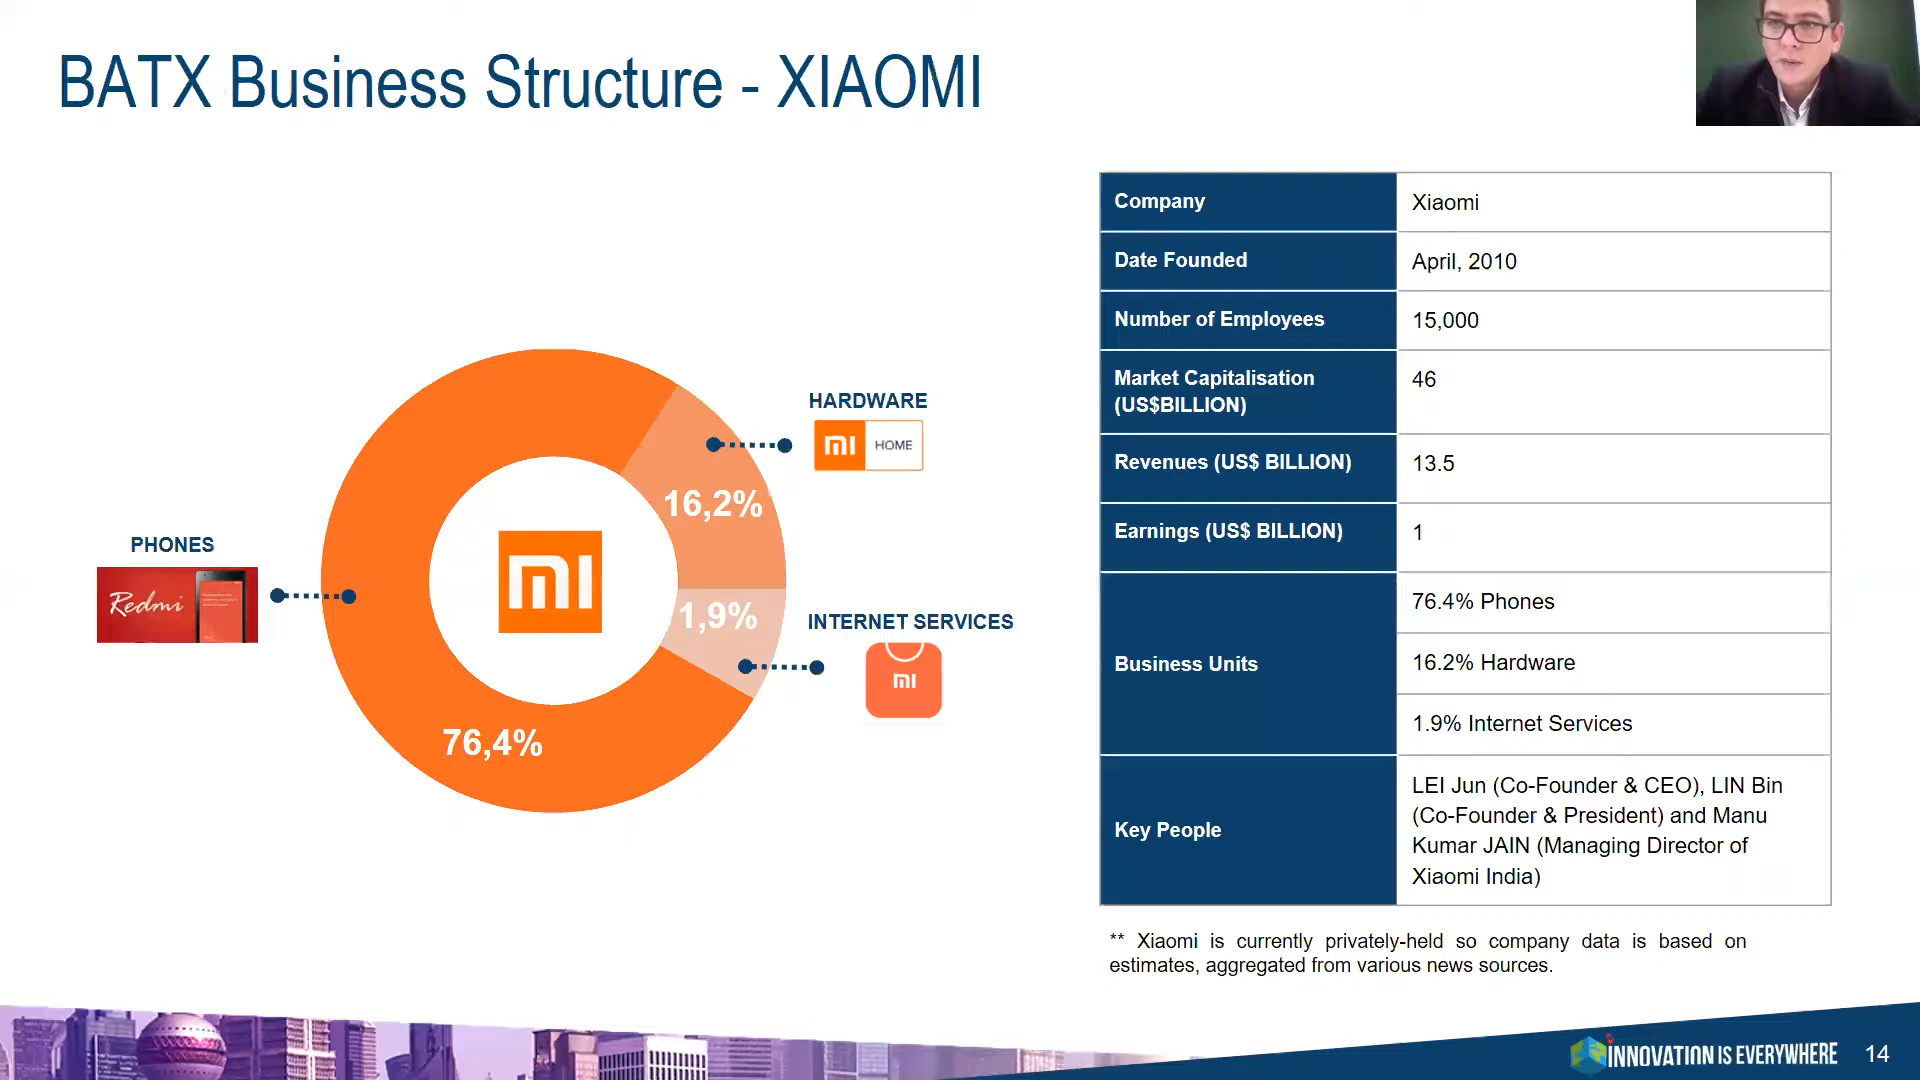 BATX Business Structure - XIAOMI
PHONES
Redmi
76,4%
mi
HARDWARE
mi HOME
16,2%
1,9%
INTERNET SERVICES
mi
Company
Xiaomi
Date Founded
April, 2010
Number of Employees
15,000
Market Capitalisation
(US$BILLION)
46
Revenues (US$ BILLION)
13.5
Earnings (US$ BILLION)
1
Business Units
76.4% Phones
16.2% Hardware
1.9% Internet Services
Key People
LEI Jun (Co-Founder & CEO), LIN Bin
(Co-Founder & President) and Manu
Kumar JAIN (Managing Director of
Xiaomi India)
** Xiaomi is currently privately-held so company data is based on
estimates, aggregated from various news sources.
INNOVATION IS EVERYWHERE
14